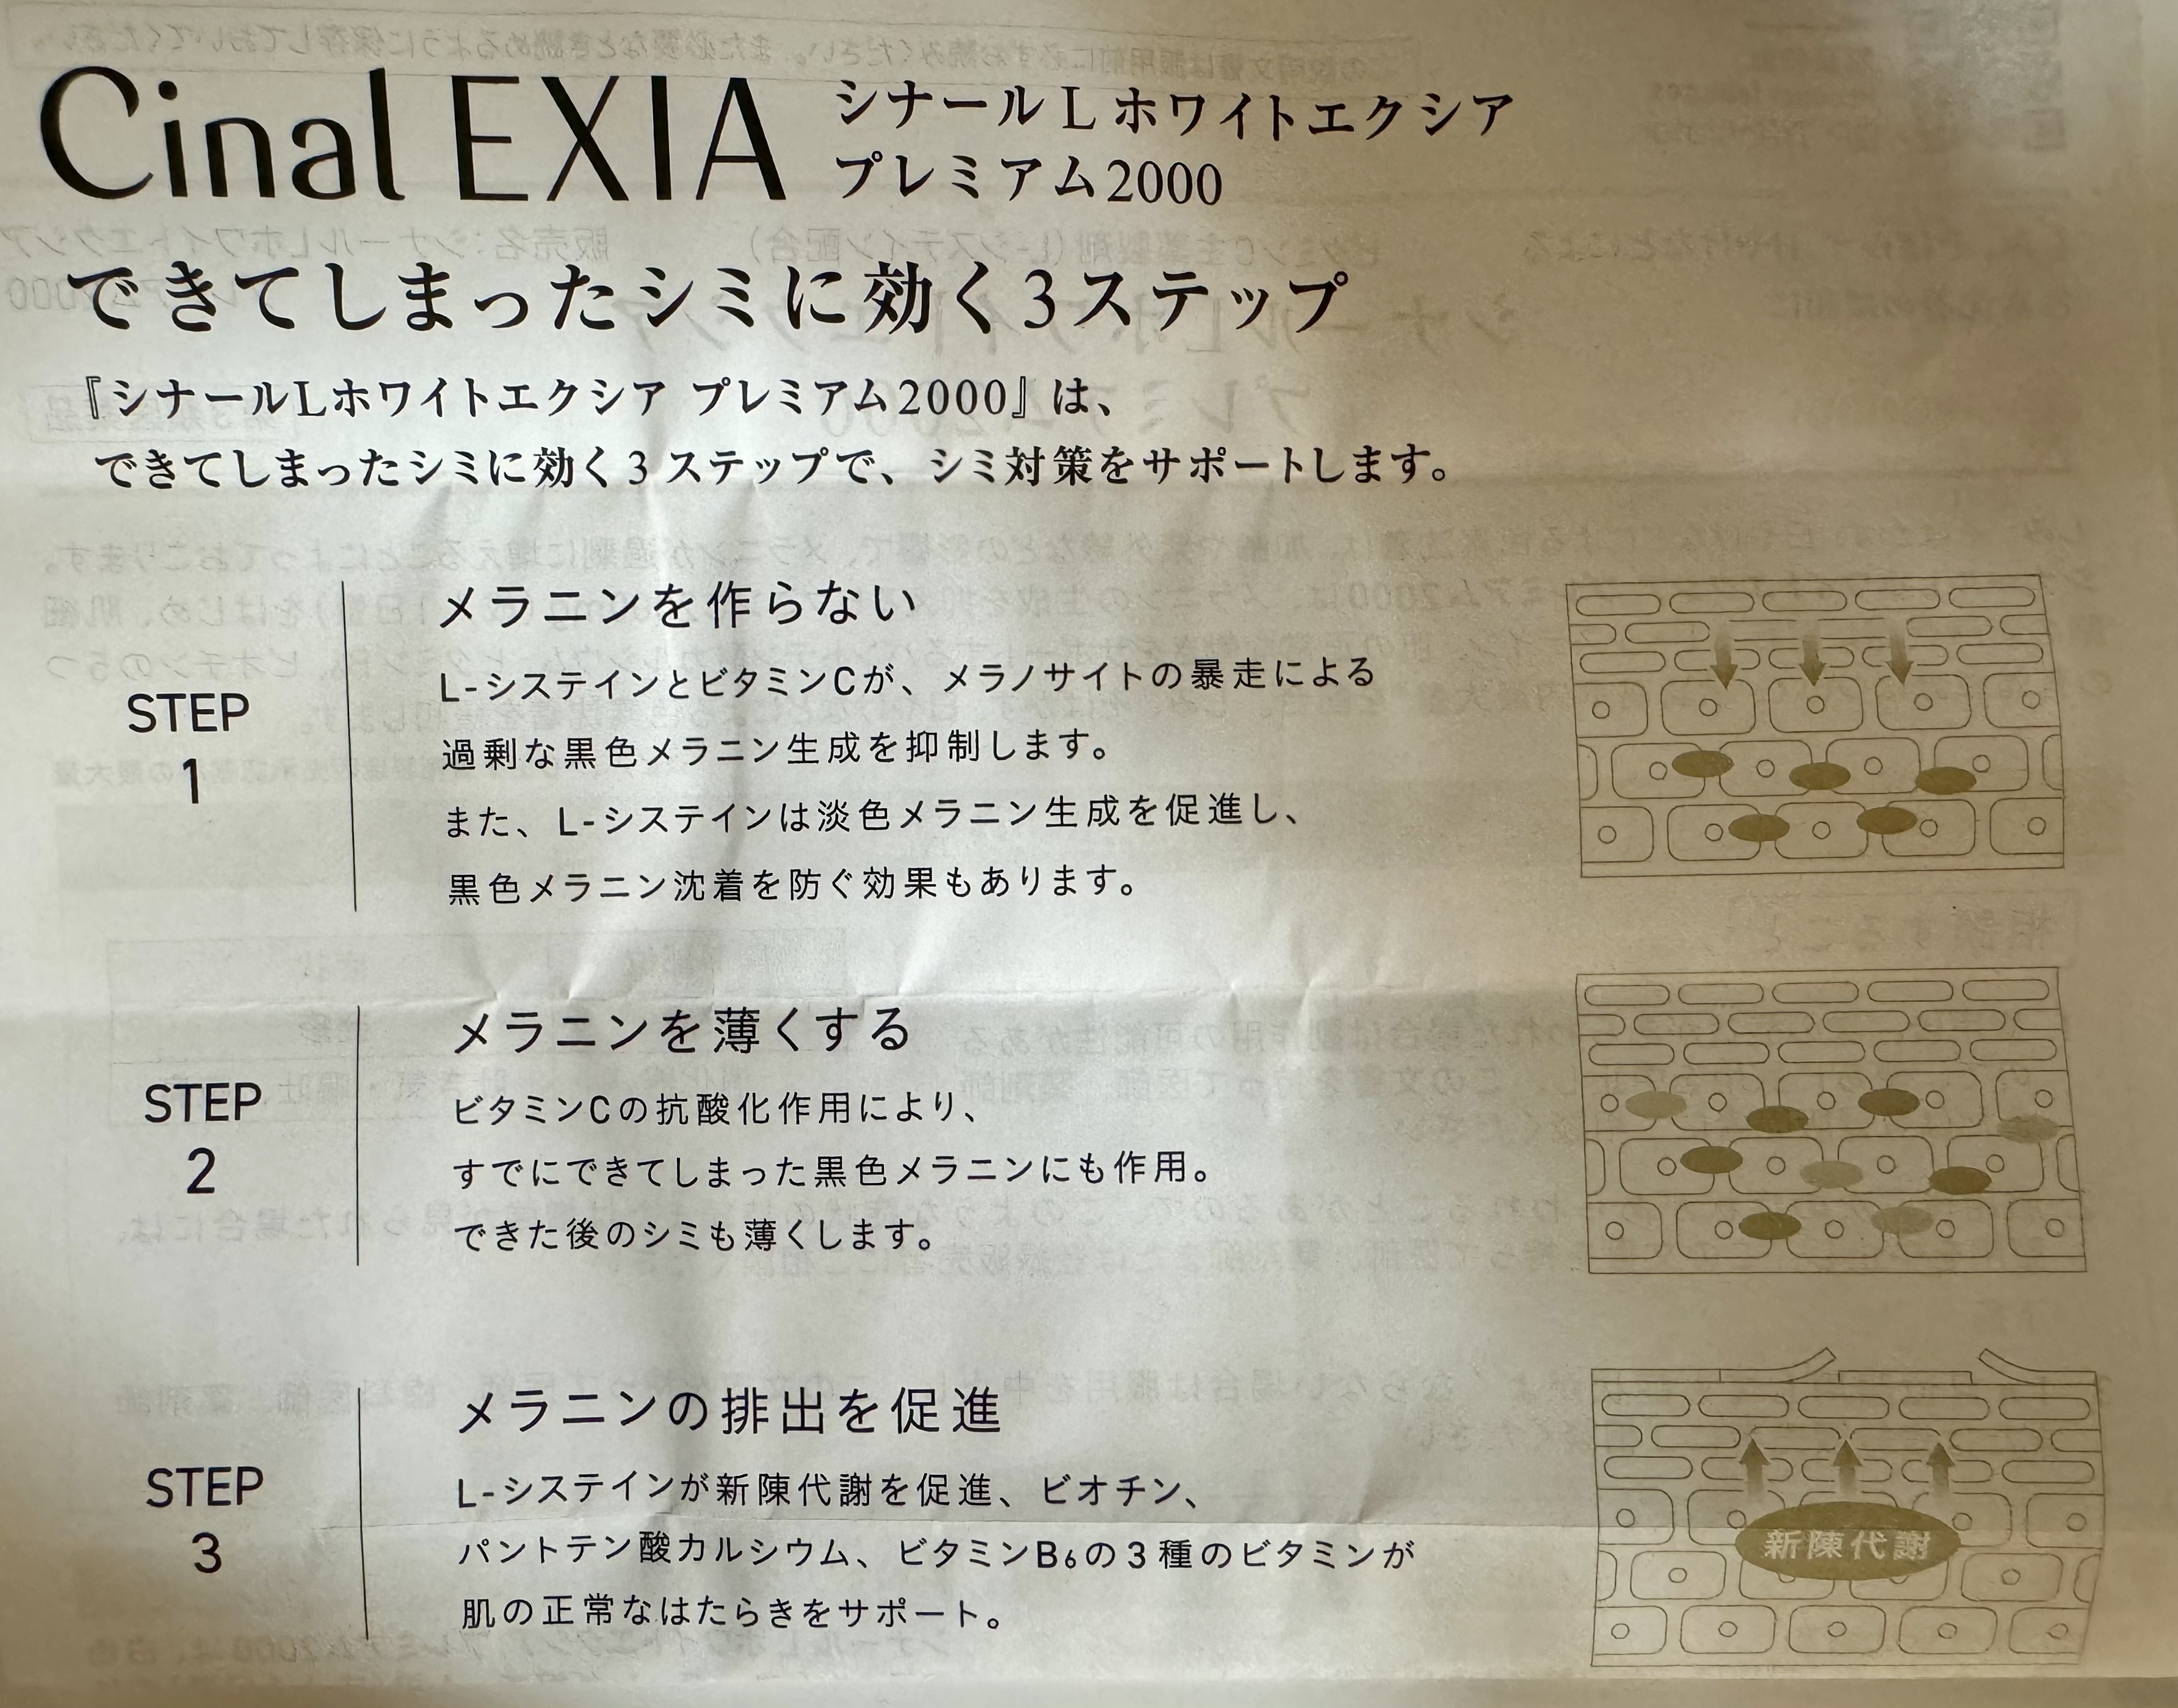 Cinal EXIA
シナールLホワイトエクシア
プレミアム2000
できてしまったシミに効く3ステップ
『シナールLホワイトエクシア プレミアム2000』は、
できてしまったシミに効く3ステップで、シミ対策をサポートします。
STEP
1
メラニンを作らない
L-システインとビタミンCが、メラノサイトの暴走による
過剰な黒色メラニン生成を抑制します。
また、L-システインは淡色メラニン生成を促進し、
黒色メラニン沈着を防ぐ効果もあります。
STEP
2
メラニンを薄くする
ビタミンCの抗酸化作用により、
すでにできてしまった黒色メラニンにも作用。
できた後のシミも薄くします。
STEP
3
メラニンの排出を促進
L-システインが新陳代謝を促進、ビオチン、
パントテン酸カルシウム、ビタミンB₆の3種のビタミンが
肌の正常なはたらきをサポート。
新陳代謝